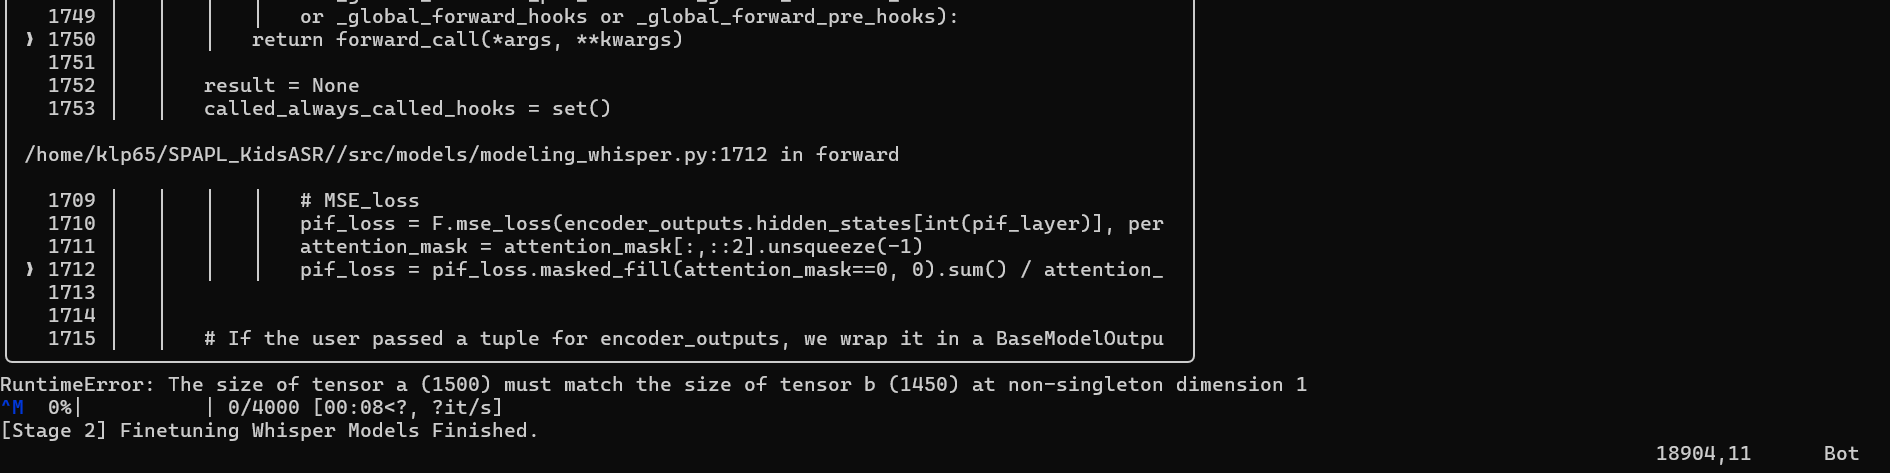 1749 │ │ │ │ or _global_forward_hooks or _global_forward_pre_hooks):
❱ 1750 │ │ │ return forward_call(*args, **kwargs)
1751 │ │
1752 │ │ result = None
1753 │ │ called_always_called_hooks = set()
/home/klp65/SPAPL_KidsASR//src/models/modeling_whisper.py:1712 in forward
1709 │ │ │ │ # MSE_loss
1710 │ │ │ │ pif_loss = F.mse_loss(encoder_outputs.hidden_states[int(pif_layer)], per
1711 │ │ │ │ attention_mask = attention_mask[:,::2].unsqueeze(-1)
❱ 1712 │ │ │ │ pif_loss = pif_loss.masked_fill(attention_mask==0, 0).sum() / attention_
1713 │ │
1714 │ │
1715 │ │ # If the user passed a tuple for encoder_outputs, we wrap it in a BaseModelOutpu
RuntimeError: The size of tensor a (1500) must match the size of tensor b (1450) at non-singleton dimension 1
^M  0%|          | 0/4000 [00:08<?, ?it/s]
[Stage 2] Finetuning Whisper Models Finished.
18904,11 Bot